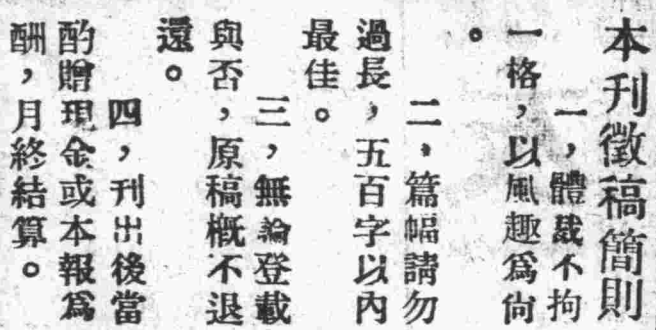 本刊徵稿簡則
一，體裁不拘
一格，以風趣爲尙
。
二，篇幅請勿
過長，五百字以內
最佳。
三，無論登載
與否，原稿概不退
還。
四，刊出後當
酌贈現金或本報爲
酬，月終結算。